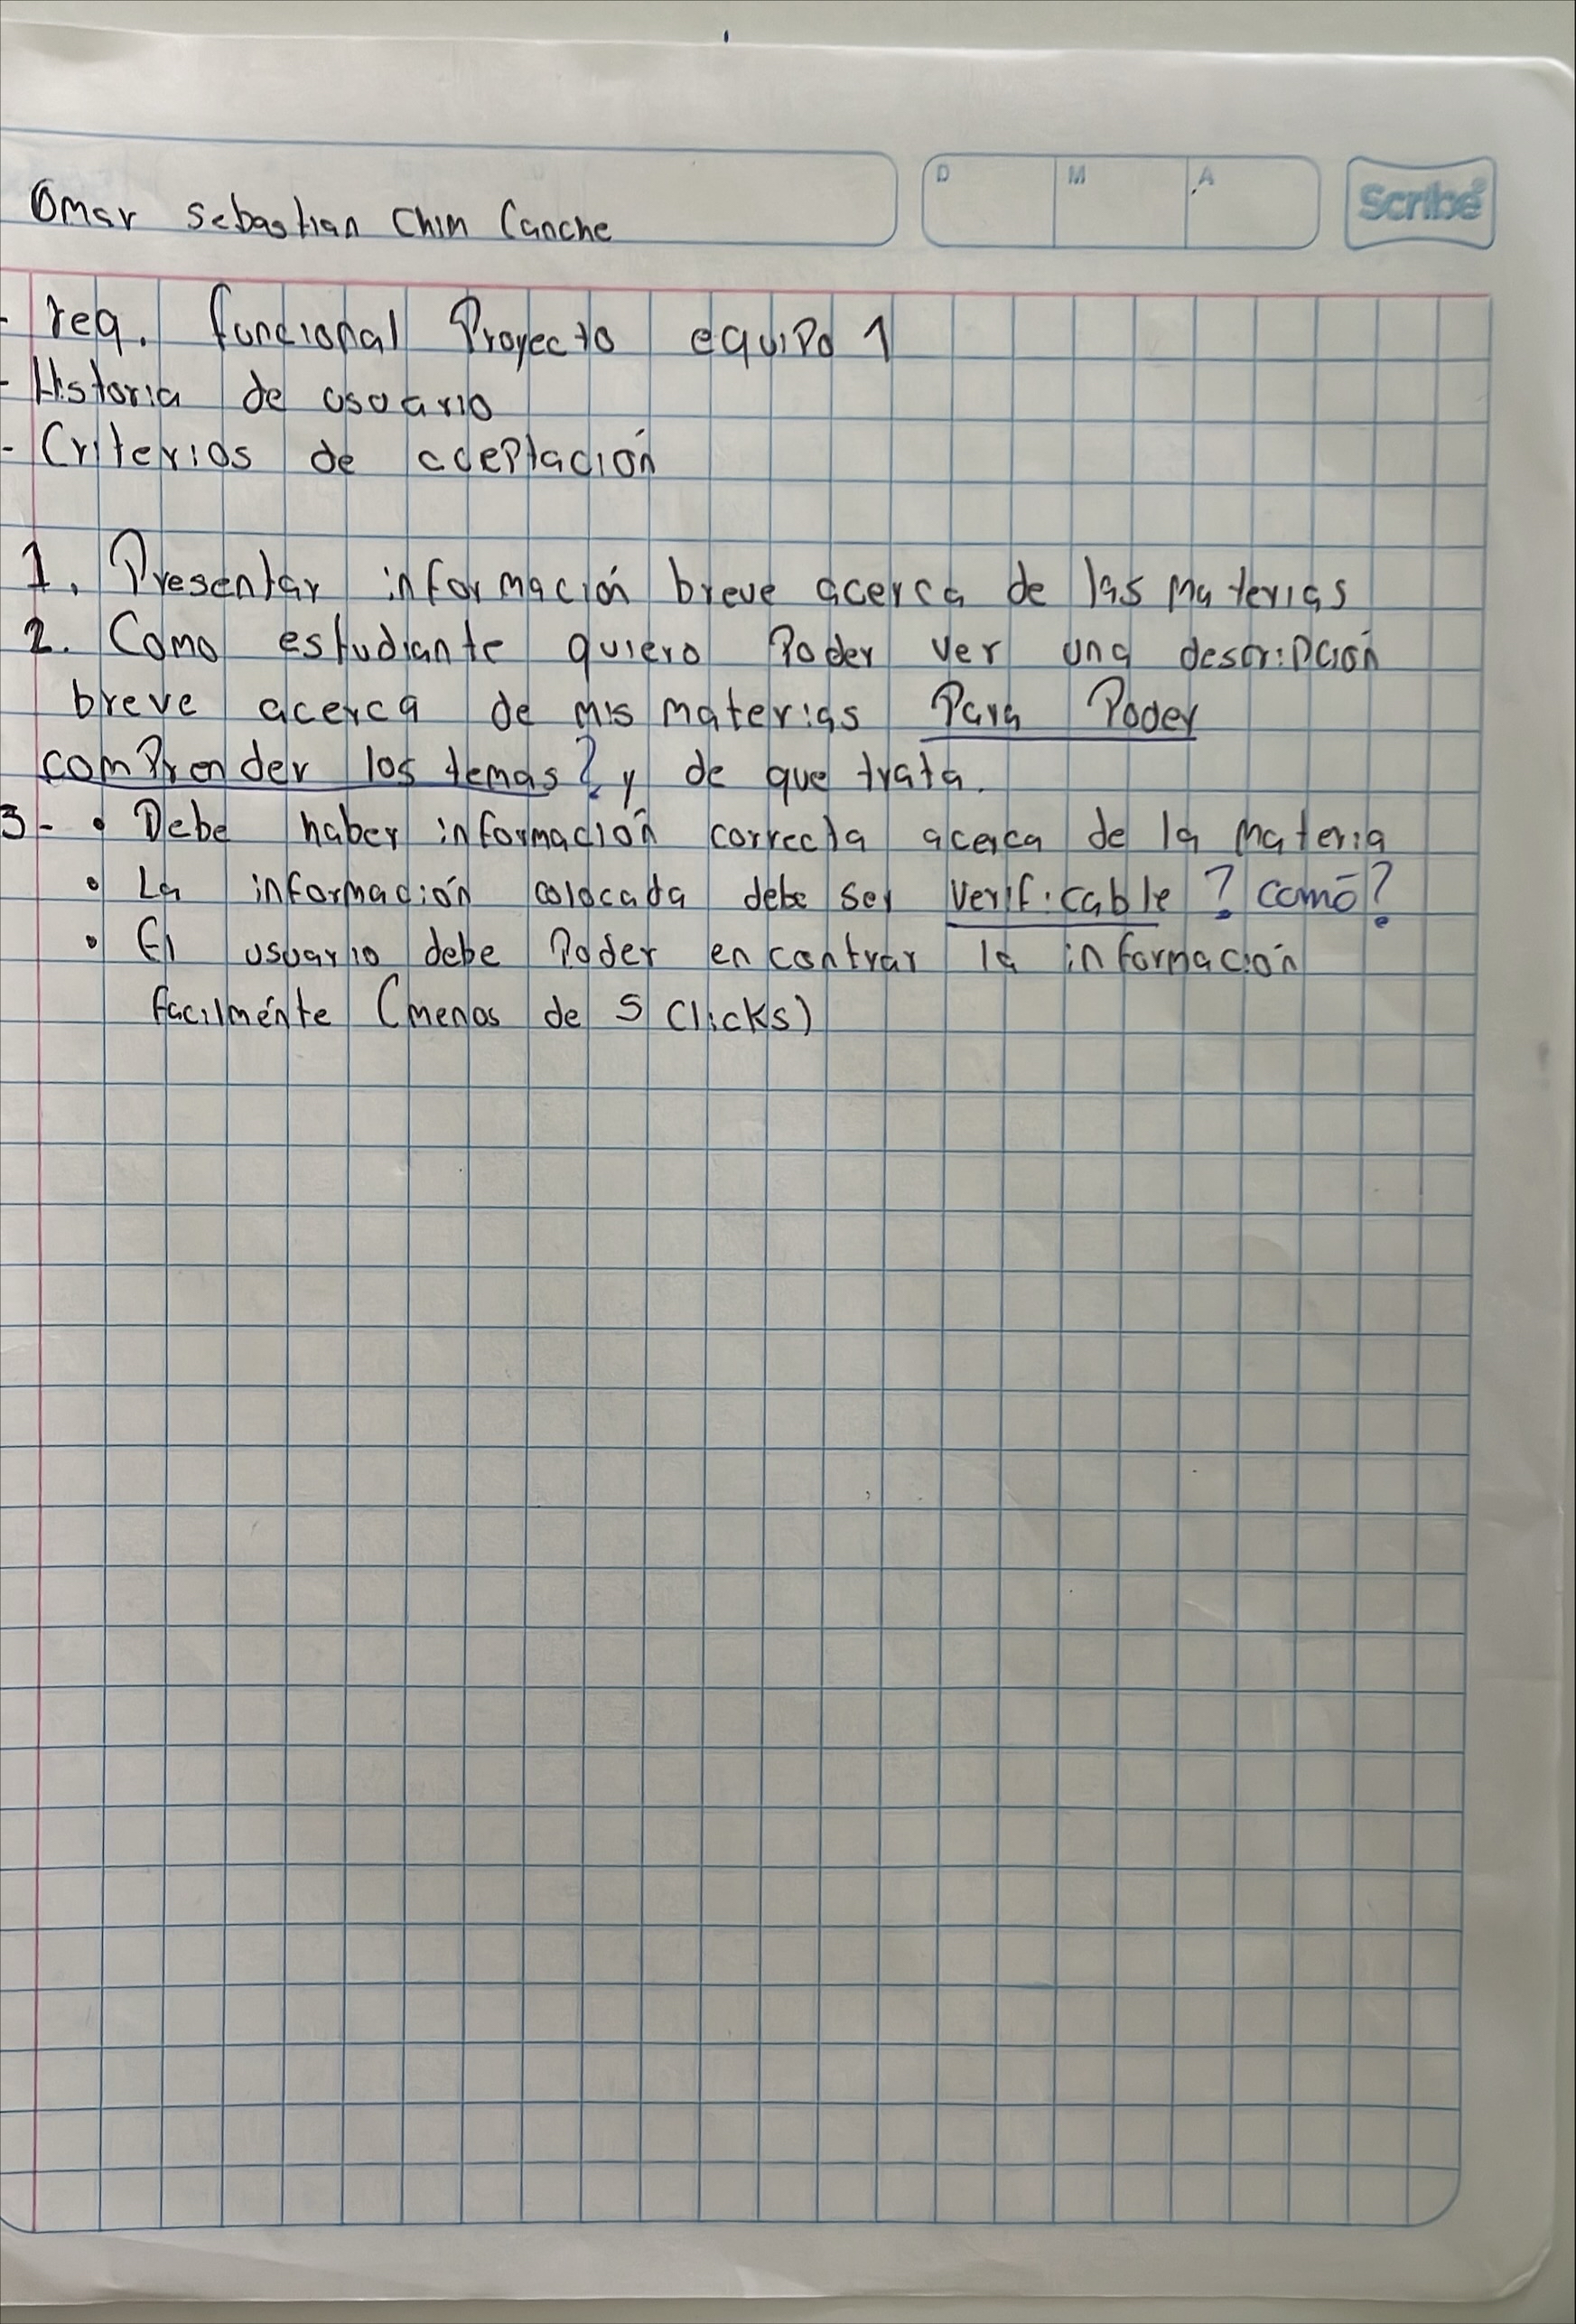 D M A
Scribe
Omar Sebastian Chim Canche
- req. funcional Proyecto equipo 1
- Historia de usuario
- Criterios de aceptación
1. Presentar información breve acerca de las materias
2. Como estudiante quiero Poder ver una descripción
breve acerca de mis materias Para Poder
comprender los temas? y de que trata.
3- • Debe haber información correcta acerca de la materia
• La información colocada debe ser verificable ? como?
• El usuario debe Poder encontrar la información
facilménte (menos de 5 clicks)